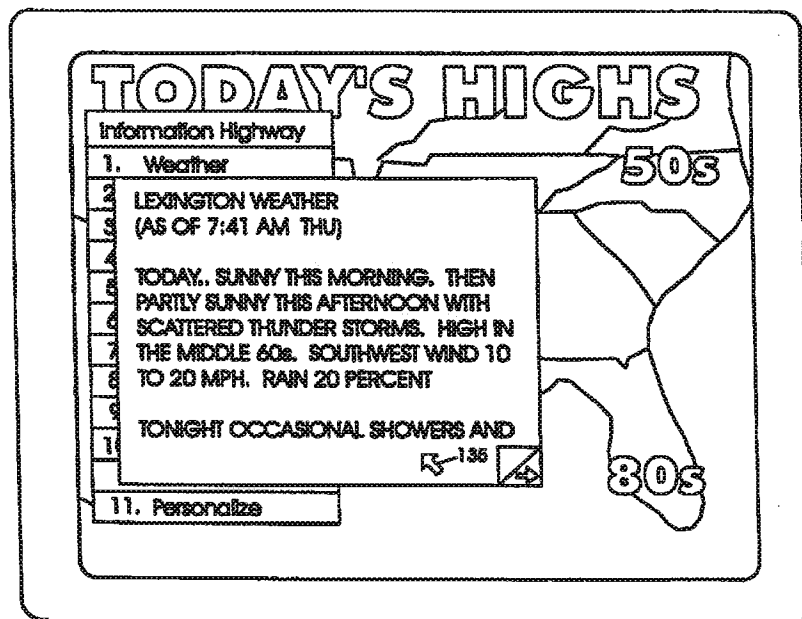 TODAY'S HIGHS
Information Highway
1. Weather
50s
LEXINGTON WEATHER
(AS OF 7:41 AM THU)
TODAY.. SUNNY THIS MORNING. THEN
PARTLY SUNNY THIS AFTERNOON WITH
SCATTERED THUNDER STORMS. HIGH IN
THE MIDDLE 60s. SOUTHWEST WIND 10
TO 20 MPH. RAIN 20 PERCENT
TONIGHT OCCASIONAL SHOWERS AND
135
80s
11. Personalize